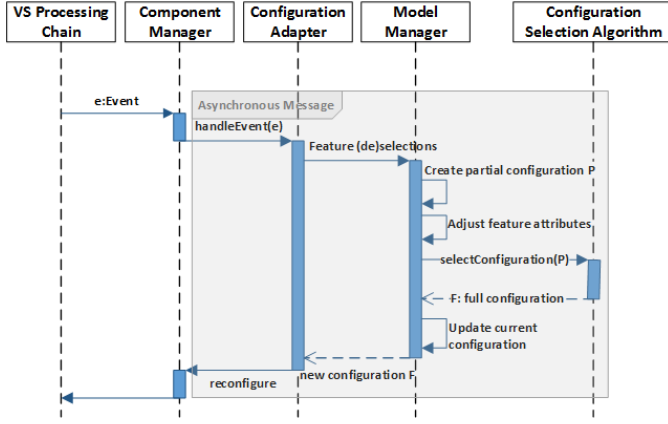 VS Processing
Chain
Component
Manager
Configuration
Adapter
Model
Manager
Configuration
Selection Algorithm
e:Event
Asynchronous Message
handleEvent(e)
Feature (de)selections
Create partial configuration P
Adjust feature attributes
selectConfiguration(P)
F: full configuration
Update current
configuration
new configuration F
reconfigure